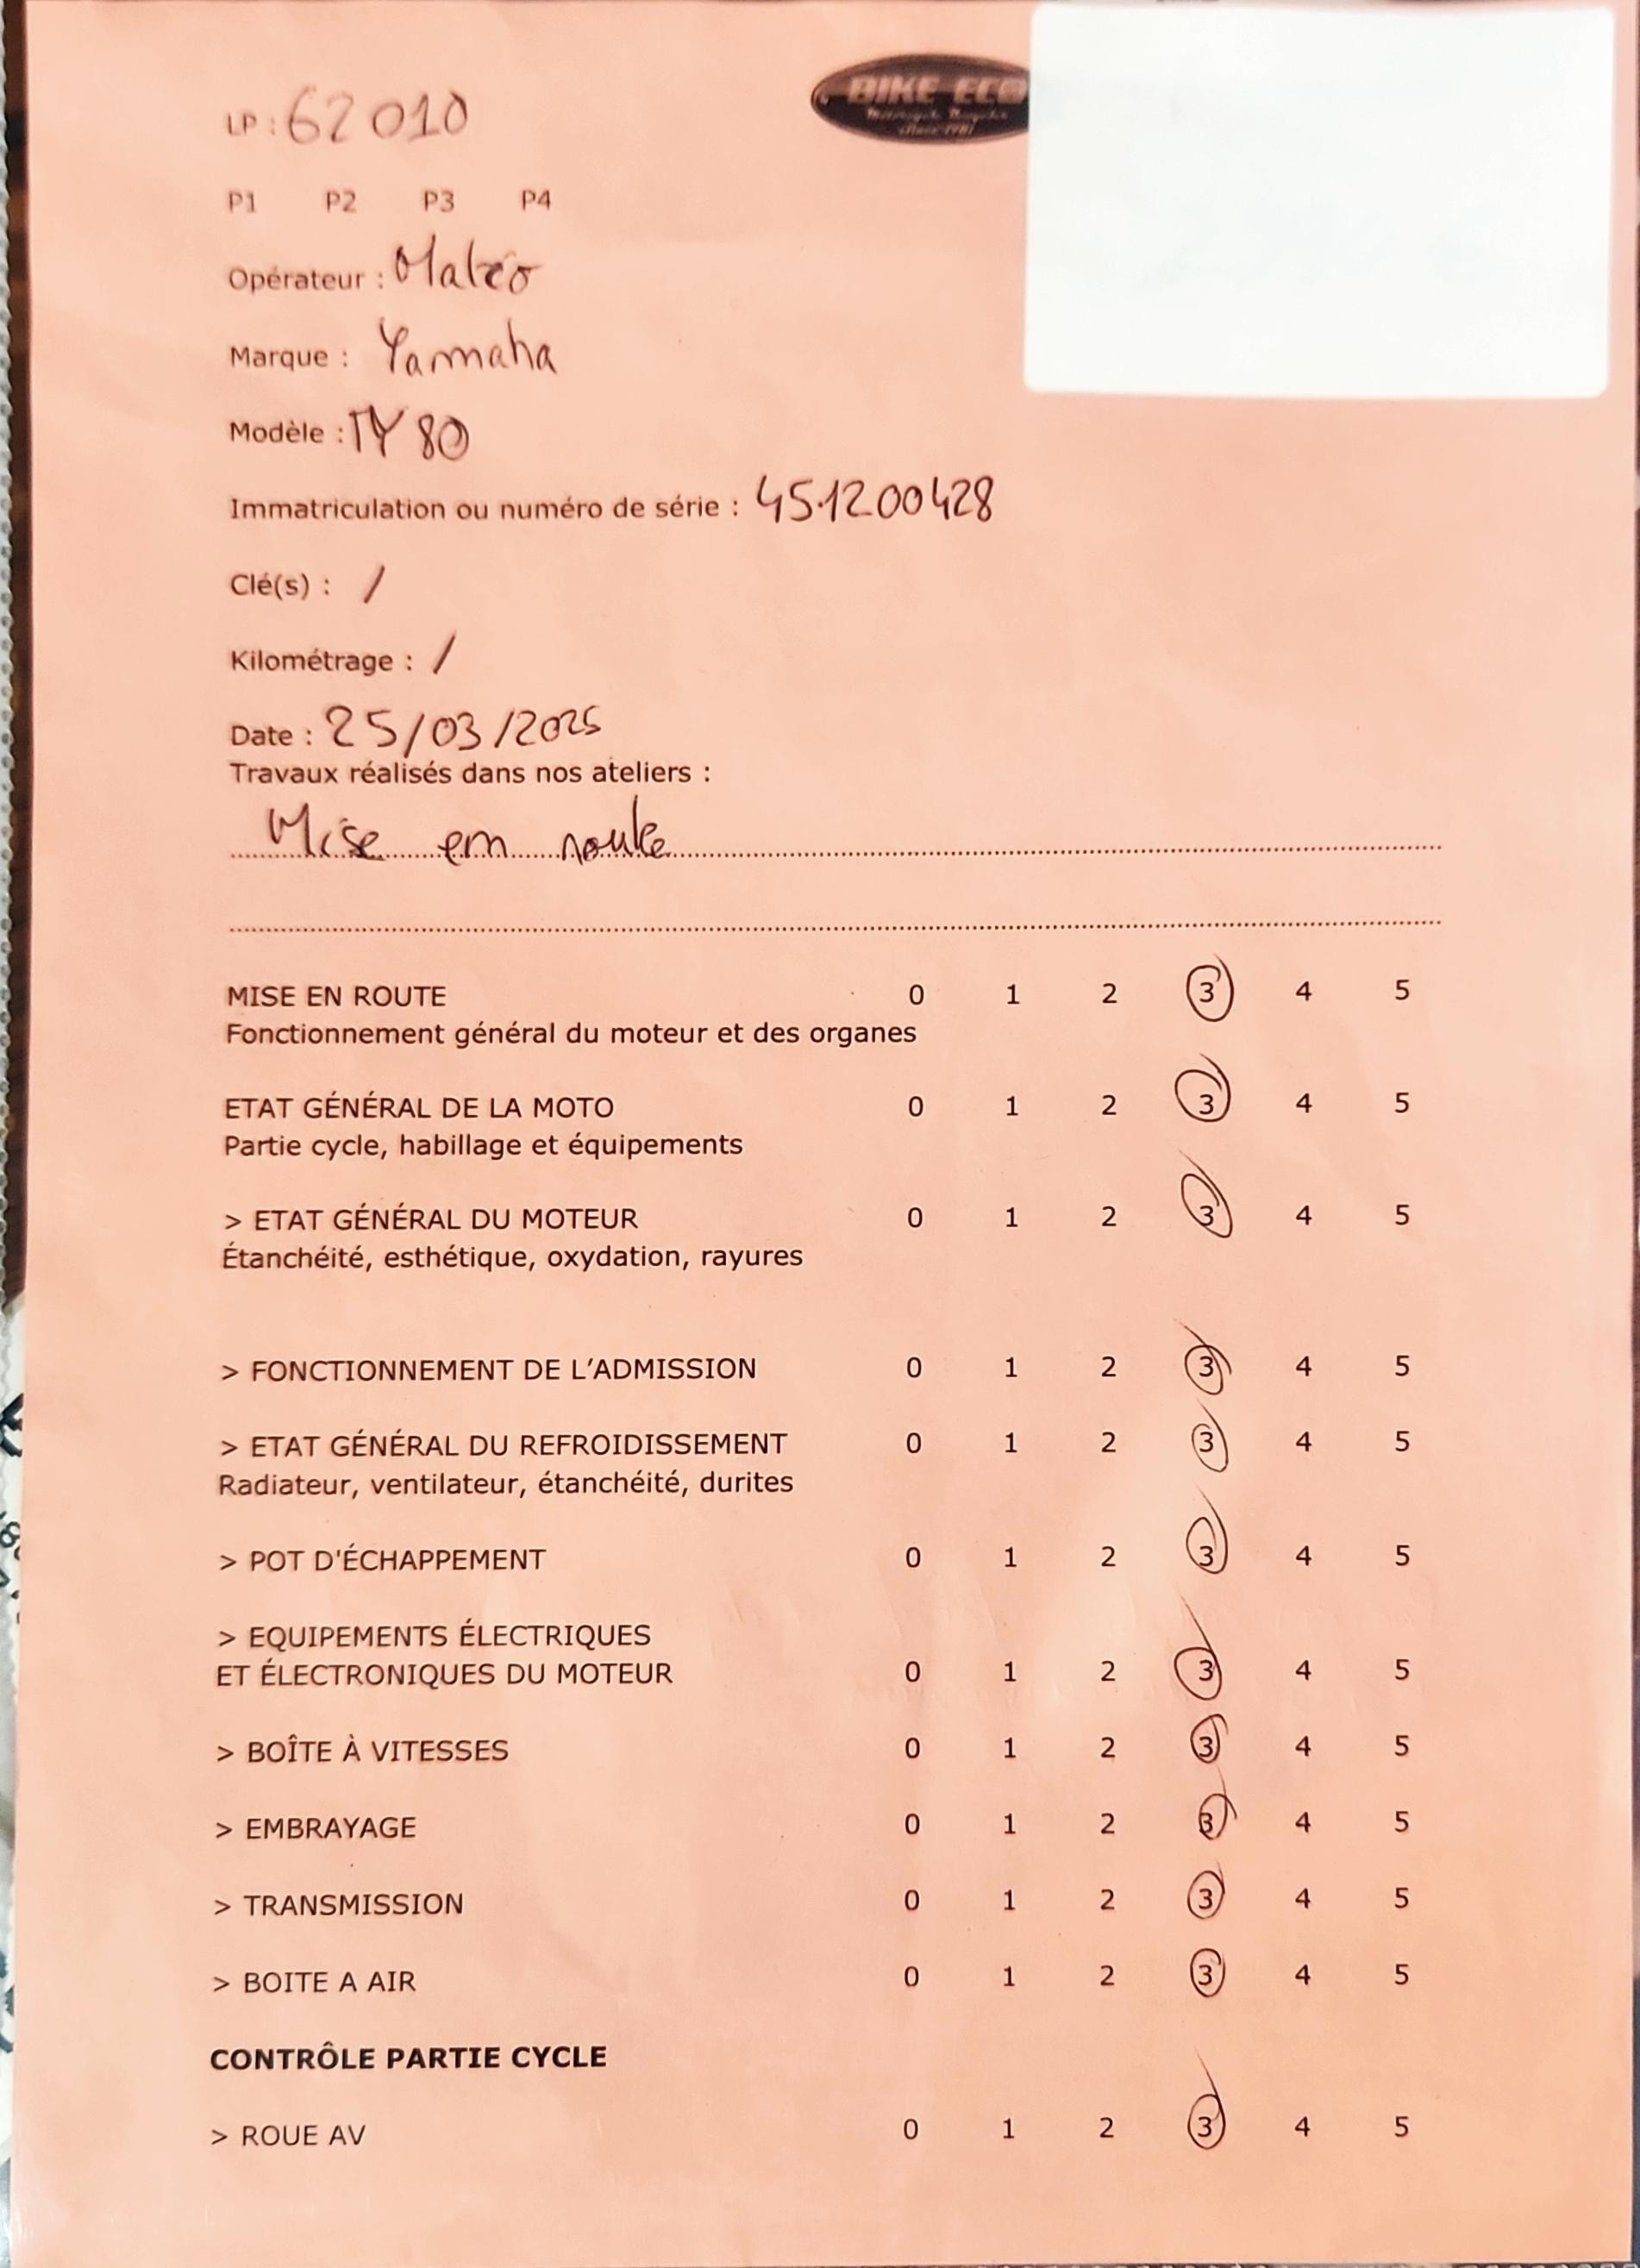 BIKE ECO
LP : 62010
P1 P2 P3 P4
Opérateur : Matéo
Marque : Yamaha
Modèle : TY 80
Immatriculation ou numéro de série : 451200428
Clé(s) : /
Kilométrage : /
Date : 25/03/2025
Travaux réalisés dans nos ateliers :
Mise en route
MISE EN ROUTE 0 1 2 3 4 5
Fonctionnement général du moteur et des organes
ETAT GÉNÉRAL DE LA MOTO 0 1 2 3 4 5
Partie cycle, habillage et équipements
> ETAT GÉNÉRAL DU MOTEUR 0 1 2 3 4 5
Étanchéité, esthétique, oxydation, rayures
> FONCTIONNEMENT DE L’ADMISSION 0 1 2 3 4 5
> ETAT GÉNÉRAL DU REFROIDISSEMENT 0 1 2 3 4 5
Radiateur, ventilateur, étanchéité, durites
> POT D'ÉCHAPPEMENT 0 1 2 3 4 5
> EQUIPEMENTS ÉLECTRIQUES
ET ÉLECTRONIQUES DU MOTEUR 0 1 2 3 4 5
> BOÎTE À VITESSES 0 1 2 3 4 5
> EMBRAYAGE 0 1 2 3 4 5
> TRANSMISSION 0 1 2 3 4 5
> BOITE A AIR 0 1 2 3 4 5
CONTRÔLE PARTIE CYCLE
> ROUE AV 0 1 2 3 4 5